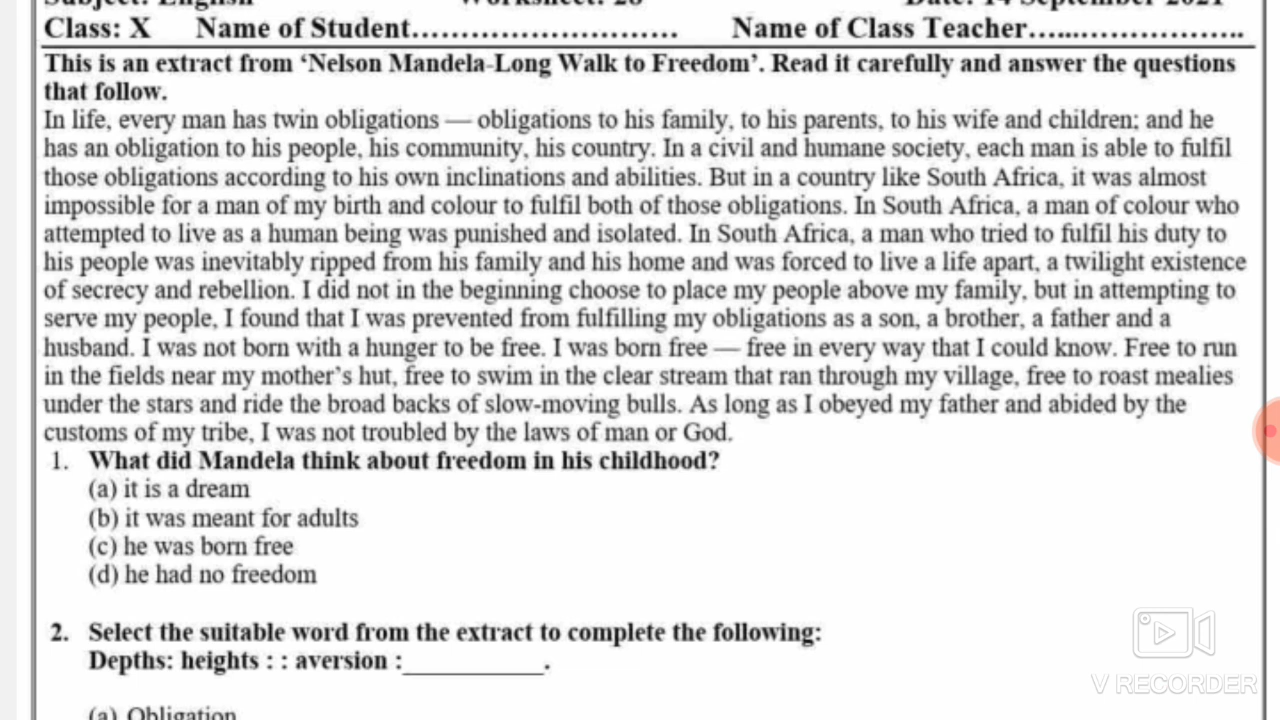 Subject: English Worksheet: 28 Date: 14 September 2021
Class: X Name of Student……………………… Name of Class Teacher…...……………..
This is an extract from ‘Nelson Mandela-Long Walk to Freedom’. Read it carefully and answer the questions
that follow.
In life, every man has twin obligations — obligations to his family, to his parents, to his wife and children; and he
has an obligation to his people, his community, his country. In a civil and humane society, each man is able to fulfil
those obligations according to his own inclinations and abilities. But in a country like South Africa, it was almost
impossible for a man of my birth and colour to fulfil both of those obligations. In South Africa, a man of colour who
attempted to live as a human being was punished and isolated. In South Africa, a man who tried to fulfil his duty to
his people was inevitably ripped from his family and his home and was forced to live a life apart, a twilight existence
of secrecy and rebellion. I did not in the beginning choose to place my people above my family, but in attempting to
serve my people, I found that I was prevented from fulfilling my obligations as a son, a brother, a father and a
husband. I was not born with a hunger to be free. I was born free — free in every way that I could know. Free to run
in the fields near my mother’s hut, free to swim in the clear stream that ran through my village, free to roast mealies
under the stars and ride the broad backs of slow-moving bulls. As long as I obeyed my father and abided by the
customs of my tribe, I was not troubled by the laws of man or God.
1. What did Mandela think about freedom in his childhood?
(a) it is a dream
(b) it was meant for adults
(c) he was born free
(d) he had no freedom
2. Select the suitable word from the extract to complete the following:
Depths: heights : : aversion :____________.
(a) Obligation
V RECORDER